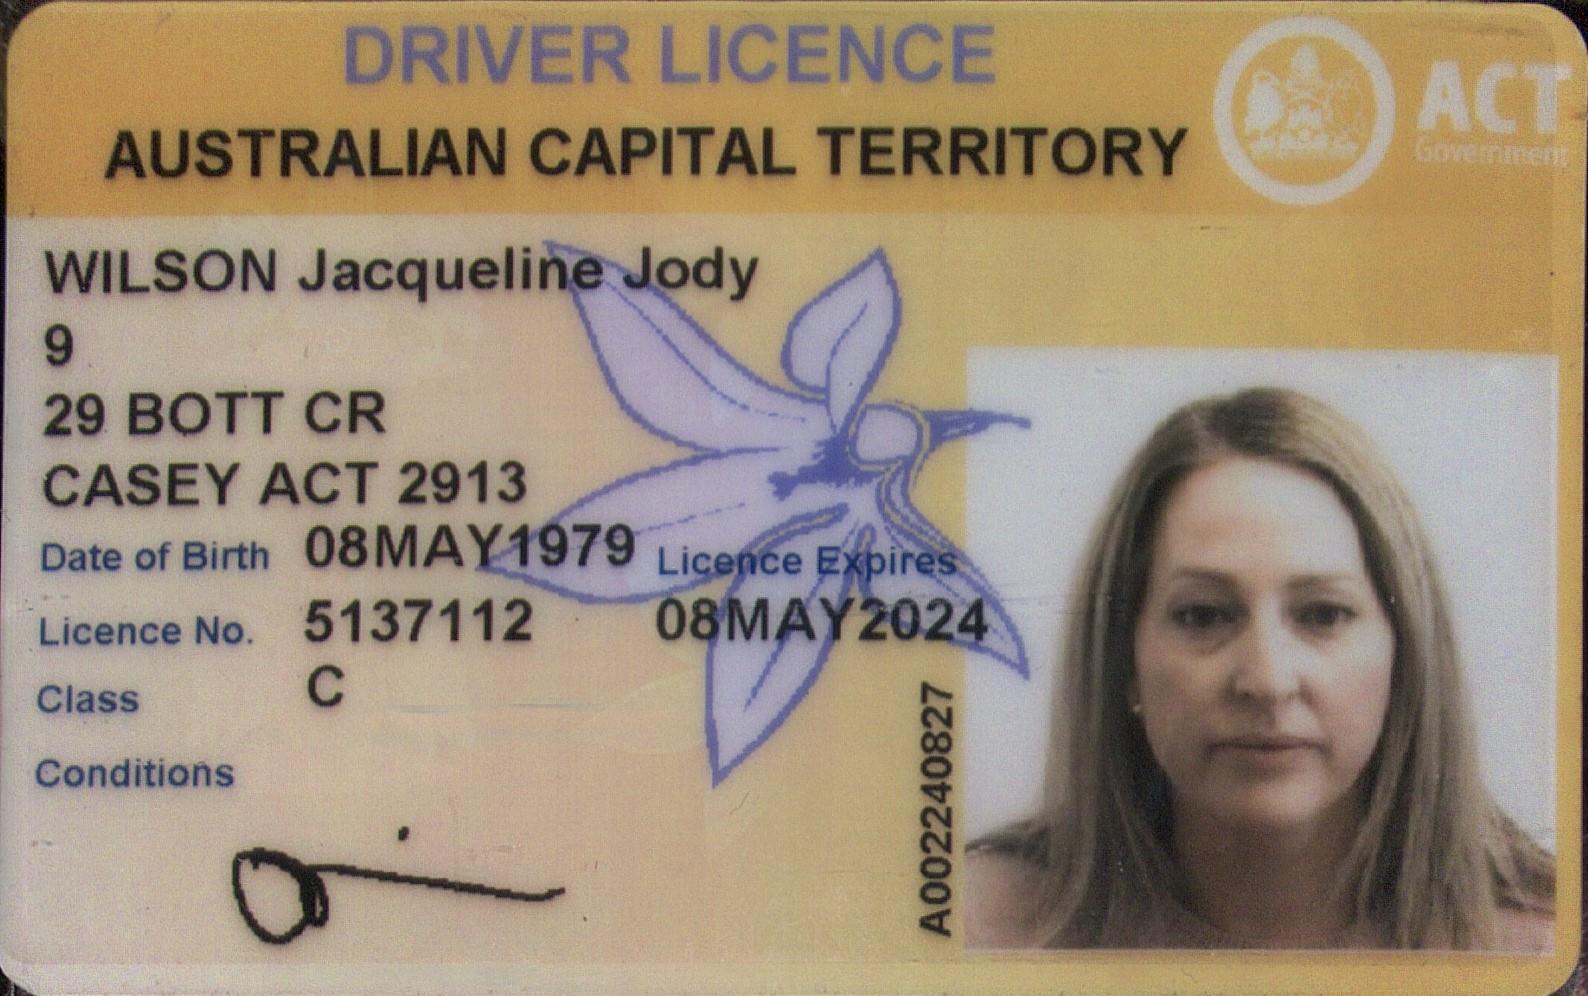 DRIVER LICENCE
AUSTRALIAN CAPITAL TERRITORY
ACT
Government
WILSON Jacqueline Jody
9
29 BOTT CR
CASEY ACT 2913
Date of Birth 08MAY1979 Licence Expires
Licence No. 5137112 08MAY2024
Class C
Conditions
A002240827